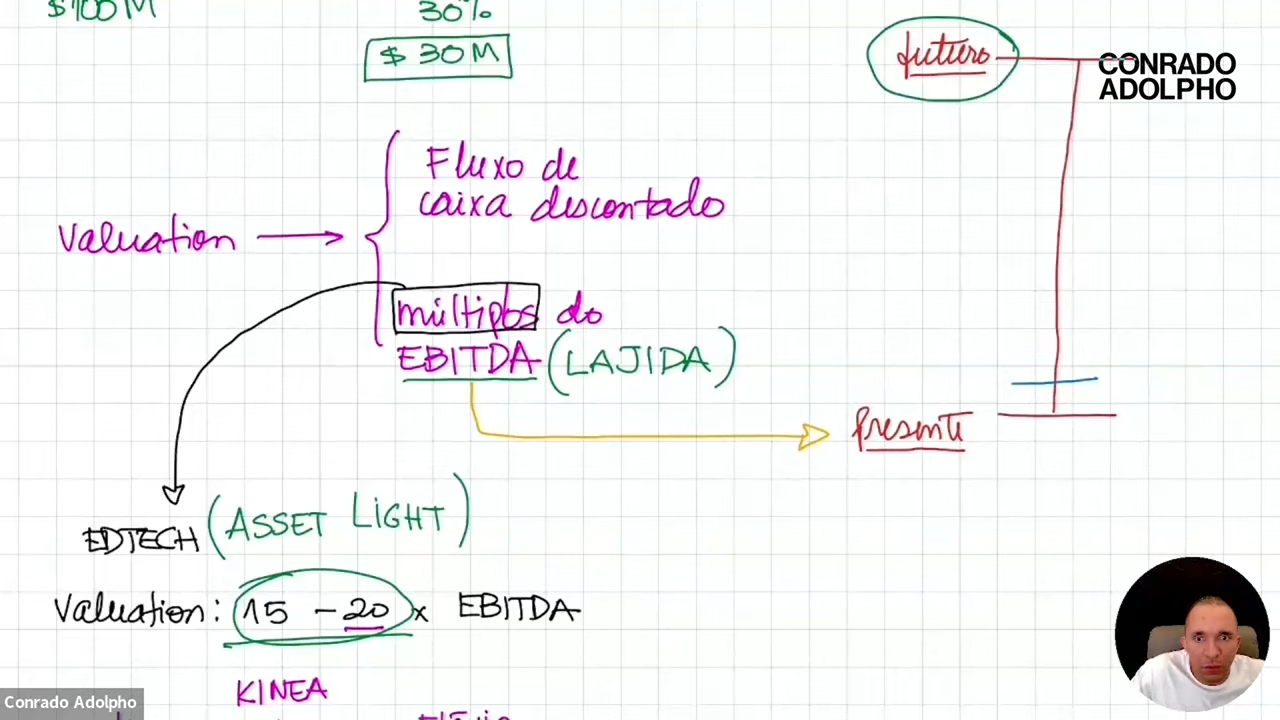 $100M
30%
$30M
futuro
CONRADO
ADOLPHO
Fluxo de
caixa descontado
Valuation
múltiplos do
EBITDA (LAJIDA)
Presente
EDTECH (ASSET LIGHT)
Valuation: 15 - 20 x EBITDA
KINEA
Conrado Adolpho